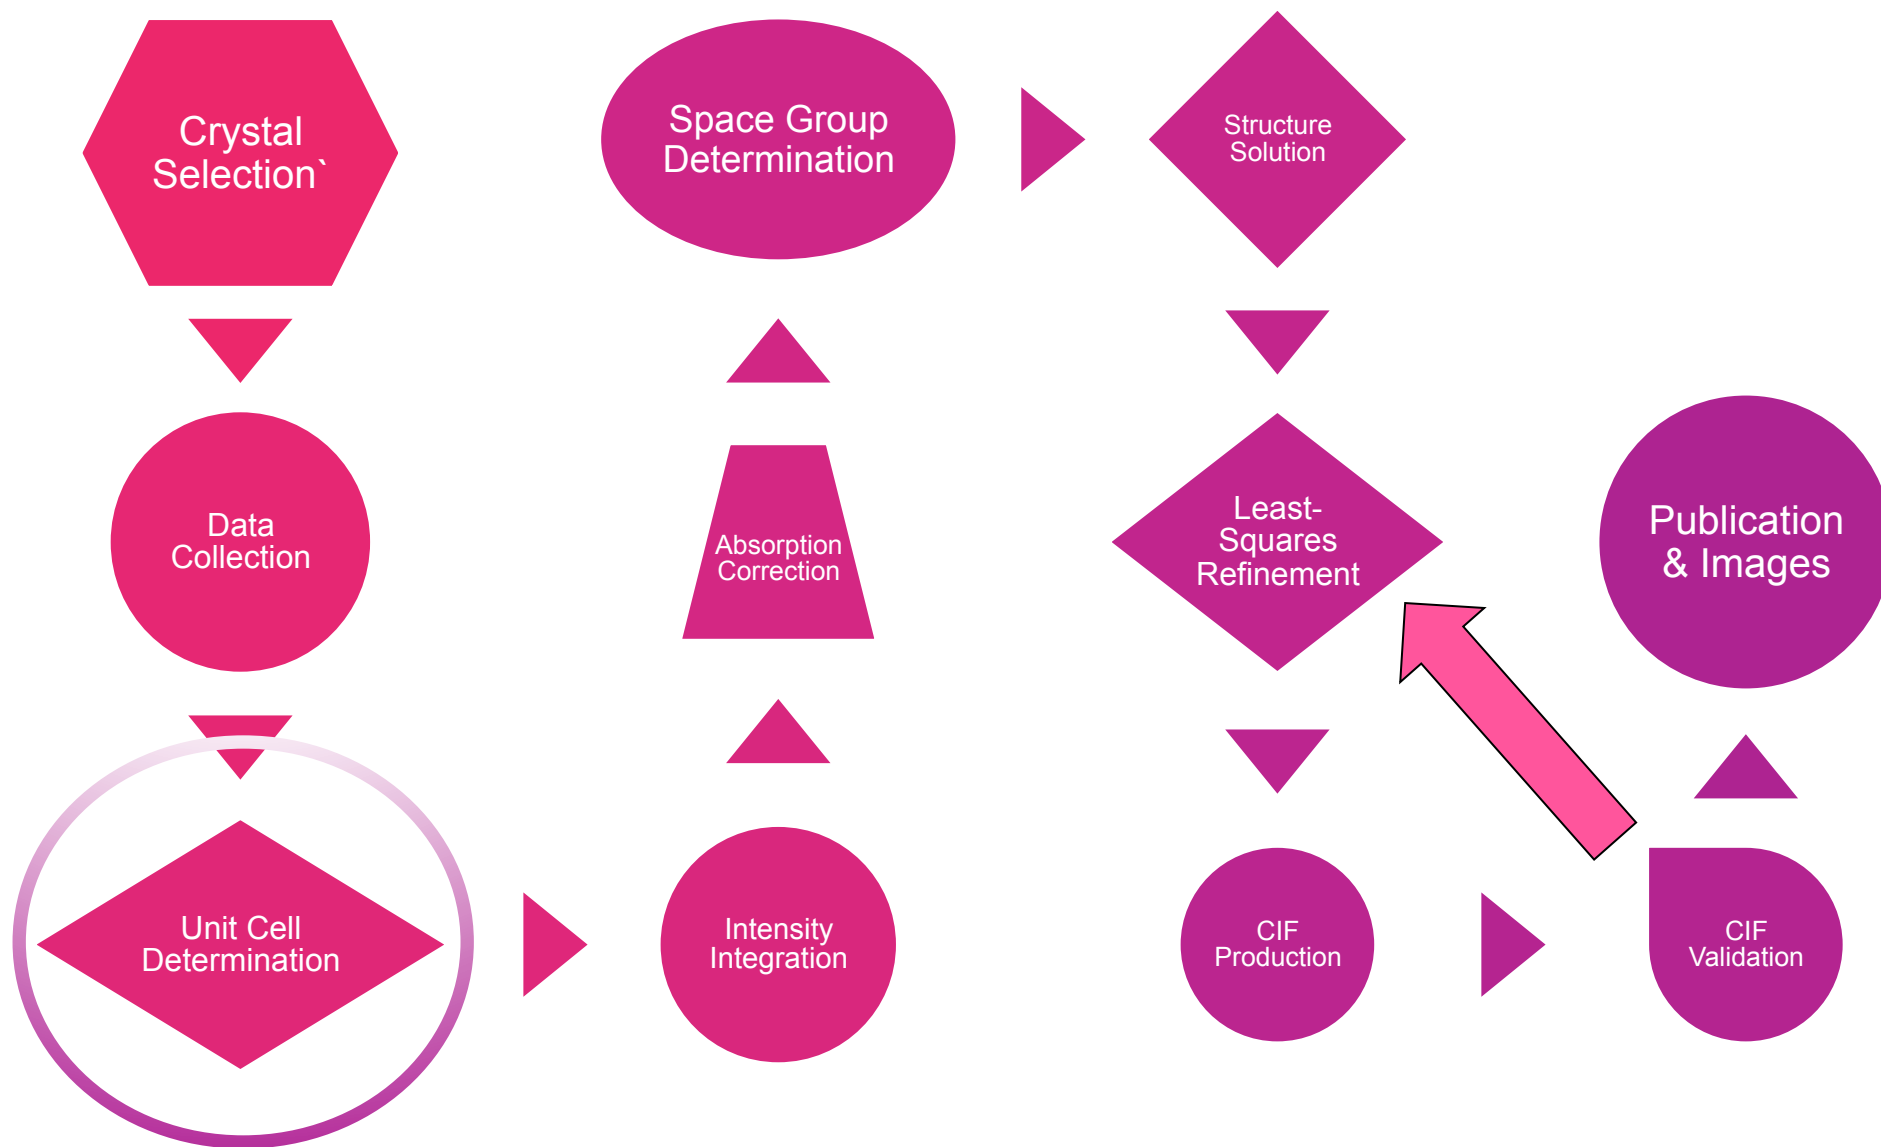 Crystal
Selection`
Data
Collection
Unit Cell
Determination
Intensity
Integration
Absorption
Correction
Space Group
Determination
Structure
Solution
Least-
Squares
Refinement
CIF
Production
CIF
Validation
Publication
& Images